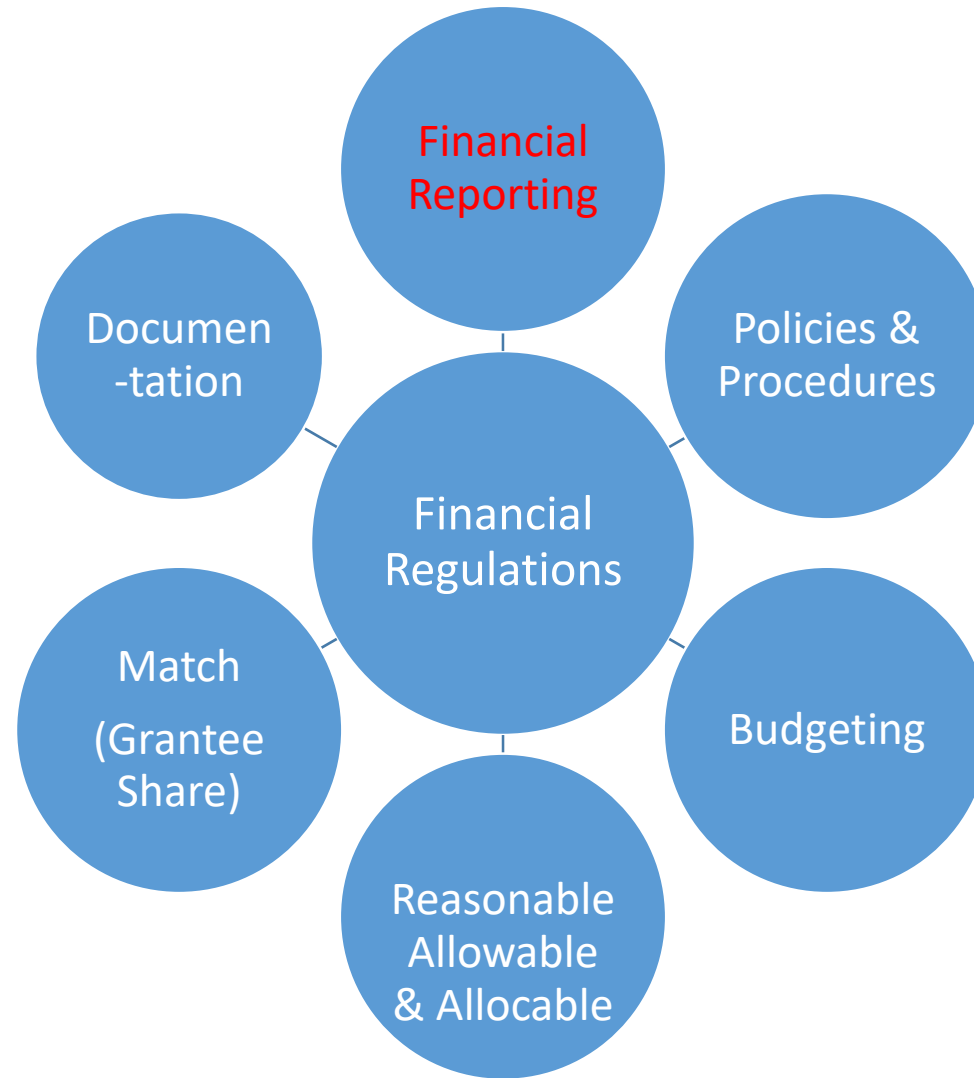 Financial
Reporting
Documen
-tation
Policies &
Procedures
Financial
Regulations
Match
(Grantee
Share)
Budgeting
Reasonable
Allowable
& Allocable